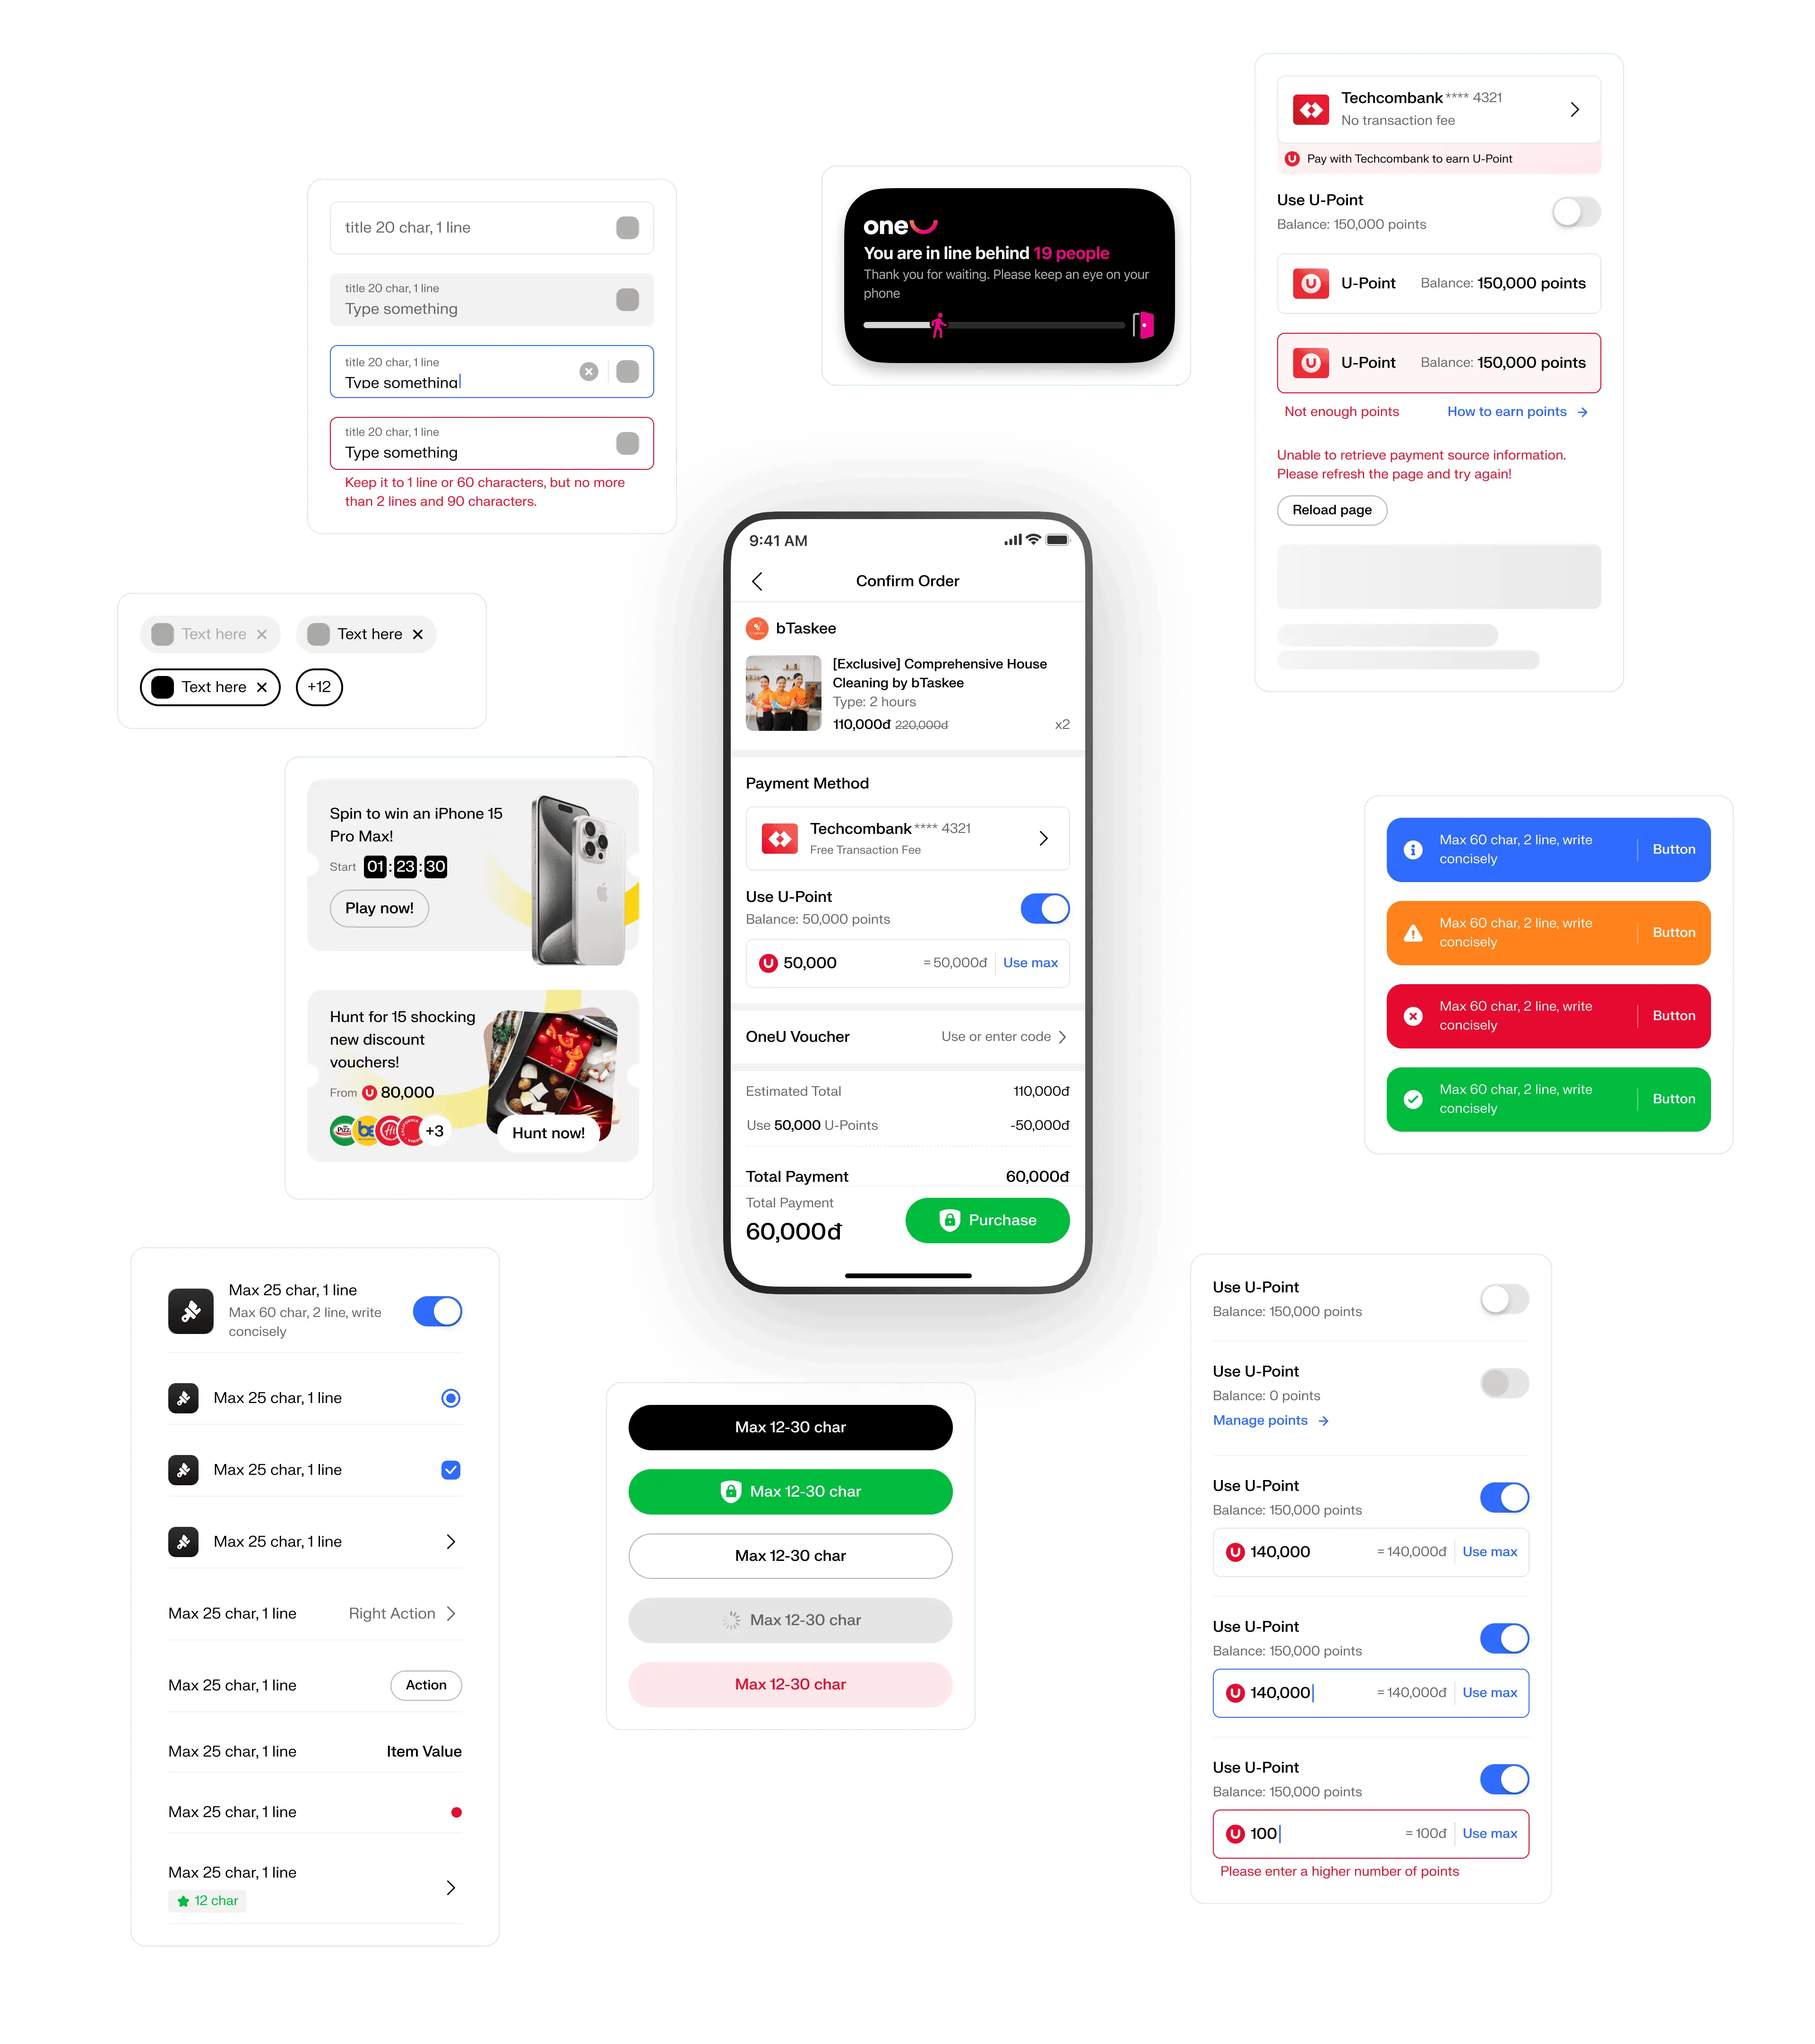 title 20 char, 1 line
title 20 char, 1 line
Type something
title 20 char, 1 line
Type something
title 20 char, 1 line
Type something
Keep it to 1 line or 60 characters, but no more
than 2 lines and 90 characters.
oneU
You are in line behind 19 people
Thank you for waiting. Please keep an eye on your
phone
Techcombank **** 4321
No transaction fee
Pay with Techcombank to earn U-Point
Use U-Point
Balance: 150,000 points
U-Point Balance: 150,000 points
U-Point Balance: 150,000 points
Not enough points How to earn points →
Unable to retrieve payment source information.
Please refresh the page and try again!
Reload page
Text here ×
Text here ×
Text here ×
+12
Spin to win an iPhone 15
Pro Max!
Start 01:23:30
Play now!
Hunt for 15 shocking
new discount
vouchers!
From 80,000
be
+3
Hunt now!
9:41 AM
Confirm Order
bTaskee
[Exclusive] Comprehensive House
Cleaning by bTaskee
Type: 2 hours
110,000đ 220,000đ x2
Payment Method
Techcombank **** 4321
Free Transaction Fee
Use U-Point
Balance: 50,000 points
50,000 = 50,000đ Use max
OneU Voucher Use or enter code
Estimated Total 110,000đ
Use 50,000 U-Points -50,000đ
Total Payment 60,000đ
Total Payment
60,000đ
Purchase
Max 60 char, 2 line, write
concisely
Button
Max 60 char, 2 line, write
concisely
Button
Max 60 char, 2 line, write
concisely
Button
Max 60 char, 2 line, write
concisely
Button
Max 25 char, 1 line
Max 60 char, 2 line, write
concisely
Max 25 char, 1 line
Max 25 char, 1 line
Max 25 char, 1 line
Max 25 char, 1 line Right Action
Max 25 char, 1 line Action
Max 25 char, 1 line Item Value
Max 25 char, 1 line
Max 25 char, 1 line
12 char
Max 12-30 char
Max 12-30 char
Max 12-30 char
Max 12-30 char
Max 12-30 char
Use U-Point
Balance: 150,000 points
Use U-Point
Balance: 0 points
Manage points →
Use U-Point
Balance: 150,000 points
140,000 = 140,000đ Use max
Use U-Point
Balance: 150,000 points
140,000 = 140,000đ Use max
Use U-Point
Balance: 150,000 points
100 = 100đ Use max
Please enter a higher number of points